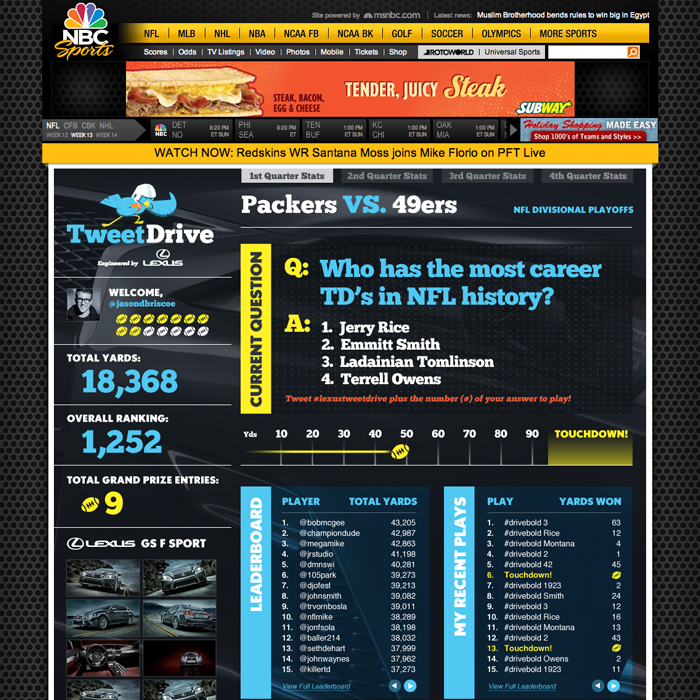 Site powered by msnbc.com
Latest news: Muslim Brotherhood bends rules to win big in Egypt
NBC
Sports
NFL MLB NHL NBA NCAA FB NCAA BK GOLF SOCCER OLYMPICS MORE SPORTS
Scores | Odds | TV Listings | Video | Photos | Mobile | Tickets | Shop
ROTOWORLD | Universal Sports
STEAK, BACON,
EGG & CHEESE
TENDER, JUICY Steak
SUBWAY
NFL CFB CBK NHL
WEEK 12 WEEK 13 WEEK 14
NBC
DET 8:20 PM
NO ET/SUN
PHI 8:20 PM
SEA ET
TEN 1:00 PM
BUF ET/SUN
KC 1:00 PM
CHI ET/SUN
OAK 1:00 PM
MIA ET/SUN
Holiday Shopping MADE EASY
Shop 1000's of Teams and Styles >>
WATCH NOW: Redskins WR Santana Moss joins Mike Florio on PFT Live
TweetDrive
Engineered by LEXUS
WELCOME,
@jasondbriscoe
TOTAL YARDS:
18,368
OVERALL RANKING:
1,252
TOTAL GRAND PRIZE ENTRIES:
9
LEXUS GS F SPORT
1st Quarter Stats
2nd Quarter Stats
3rd Quarter Stats
4th Quarter Stats
Packers VS. 49ers
NFL DIVISIONAL PLAYOFFS
CURRENT QUESTION
Q: Who has the most career
TD's in NFL history?
A: 1. Jerry Rice
2. Emmitt Smith
3. Ladainian Tomlinson
4. Terrell Owens
Tweet #lexustweetdrive plus the number (#) of your answer to play!
Yds 10 20 30 40 50 60 70 80 90 TOUCHDOWN!
LEADERBOARD
PLAYER TOTAL YARDS
1. @bobmcgee 43,205
2. @championdude 42,987
3. @megamike 42,863
4. @jrstudio 41,198
5. @dmnswi 40,281
6. @105park 39,273
7. @djofest 39,213
8. @johnsmith 39,082
9. @trvornbosla 39,011
10. @nflmike 38,289
11. @jonfsola 38,198
12. @baller214 38,032
13. @sethdehart 37,999
14. @johnwaynes 37,962
15. @killertd 37,273
View Full Leaderboard
MY RECENT PLAYS
PLAY YARDS WON
1. #drivebold 3 63
2. #drivebold Rice 12
3. #drivebold Montana 4
4. #drivebold 2 1
5. #drivebold 42 45
6. Touchdown!
7. #drivebold 1923 2
8. #drivebold Smith 24
9. #drivebold 3 12
10. #drivebold Rice 16
11. #drivebold Montana 13
12. #drivebold 2 43
13. Touchdown!
14. #drivebold Owens 2
15. #drivebold 1923 11
View Full Leaderboard